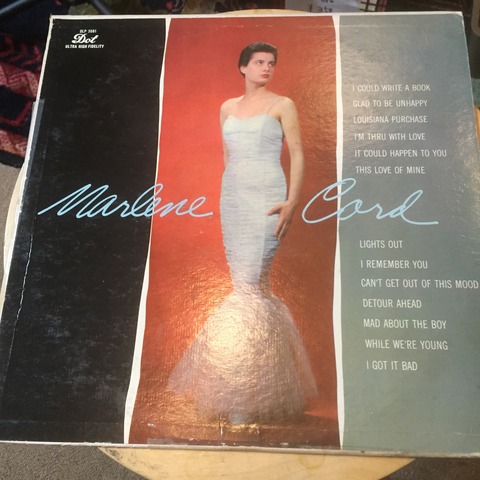 DLP 3081
Dot
ULTRA HIGH FIDELITY
I COULD WRITE A BOOK
GLAD TO BE UNHAPPY
LOUISIANA PURCHASE
I'M THRU WITH LOVE
IT COULD HAPPEN TO YOU
THIS LOVE OF MINE
Marlene Cord
LIGHTS OUT
I REMEMBER YOU
CAN'T GET OUT OF THIS MOOD
DETOUR AHEAD
MAD ABOUT THE BOY
WHILE WE'RE YOUNG
I GOT IT BAD